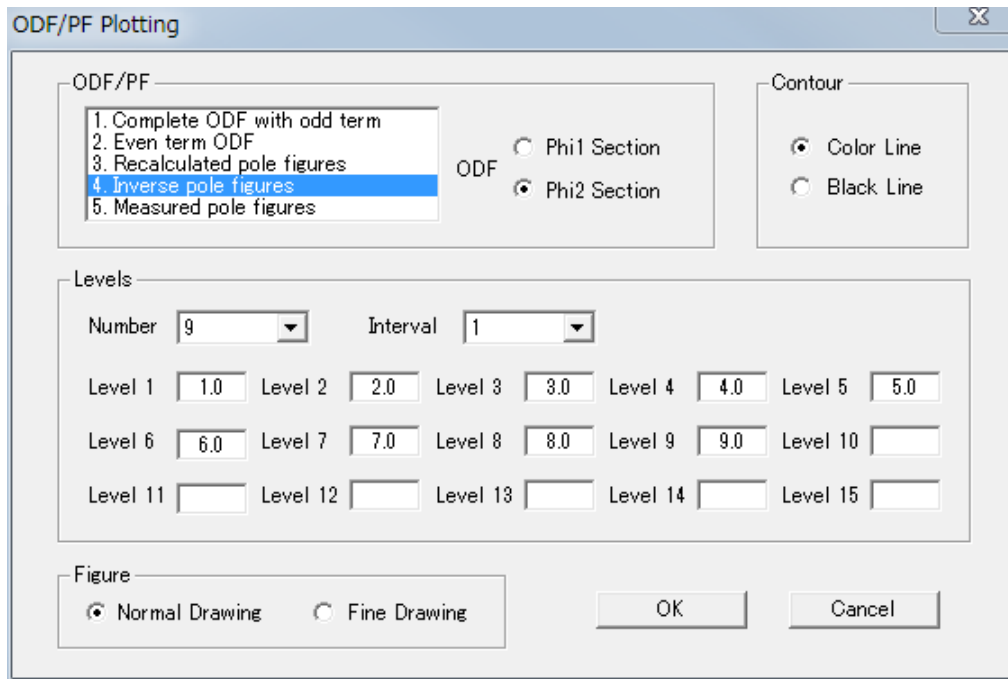 ODF/PF Plotting
ODF/PF
1. Complete ODF with odd term
2. Even term ODF
3. Recalculated pole figures
4. Inverse pole figures
5. Measured pole figures
ODF
Phi1 Section
Phi2 Section
Contour
Color Line
Black Line
Levels
Number 9 Interval 1
Level 1 1.0 Level 2 2.0 Level 3 3.0 Level 4 4.0 Level 5 5.0
Level 6 6.0 Level 7 7.0 Level 8 8.0 Level 9 9.0 Level 10
Level 11 Level 12 Level 13 Level 14 Level 15
Figure
Normal Drawing Fine Drawing
OK Cancel